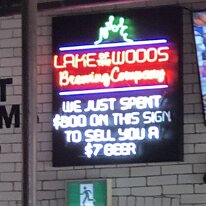 LAKE OF THE WOODS
Brewing Company
WE JUST SPENT
$800 ON THIS SIGN
TO SELL YOU A
$7 BEER
T
M